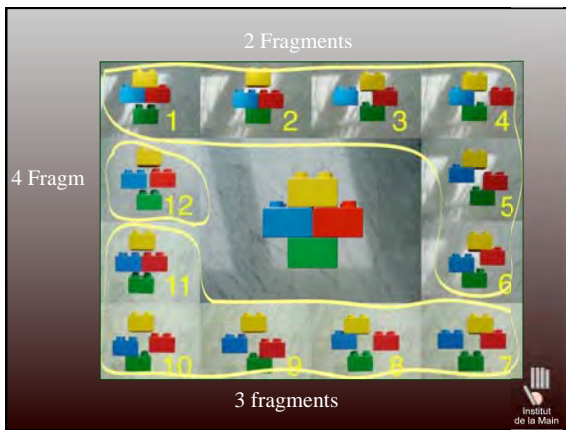 2 Fragments
1 2 3 4
4 Fragm
12 5
11 6
10 9 8 7
3 fragments
Institut
de la Main